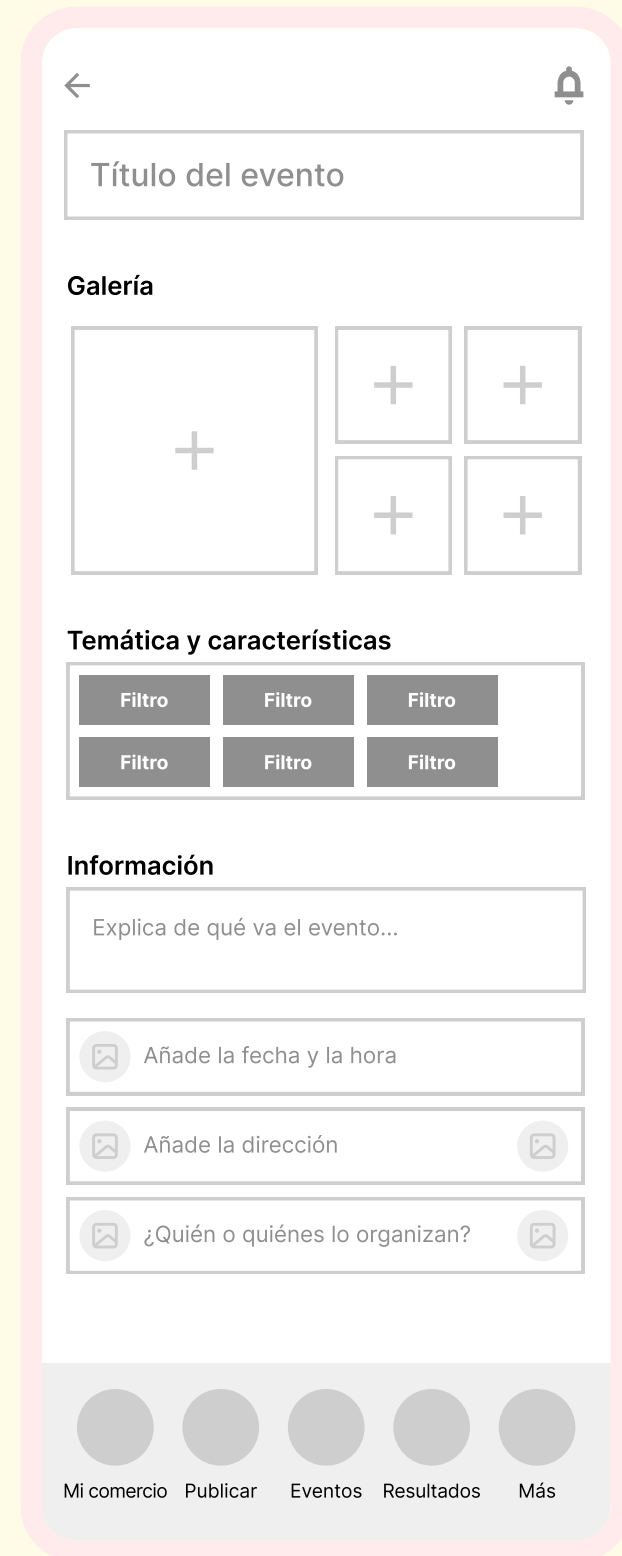 Título del evento
Galería
Temática y características
Filtro Filtro Filtro
Filtro Filtro Filtro
Información
Explica de qué va el evento...
Añade la fecha y la hora
Añade la dirección
¿Quién o quiénes lo organizan?
Mi comercio Publicar Eventos Resultados Más